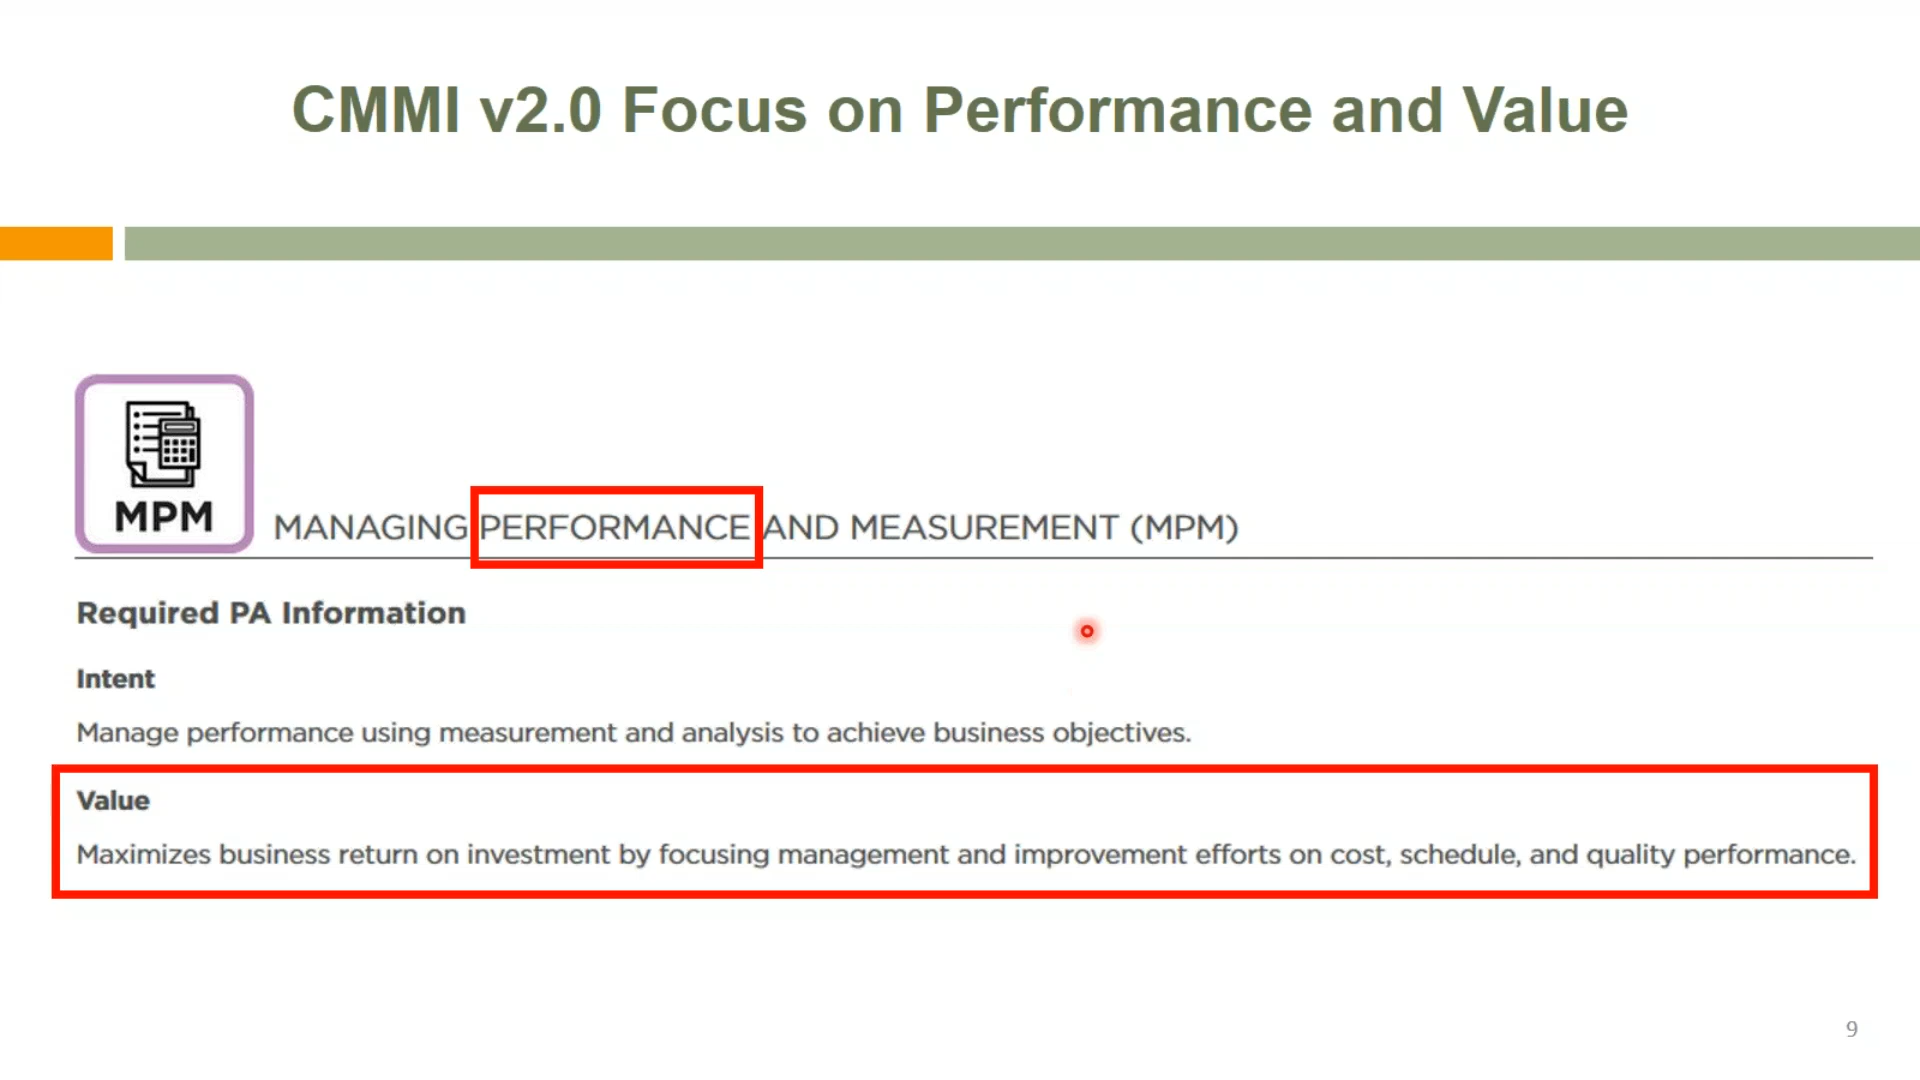 CMMI v2.0 Focus on Performance and Value
MPM
MANAGING PERFORMANCE AND MEASUREMENT (MPM)
Required PA Information
Intent
Manage performance using measurement and analysis to achieve business objectives.
Value
Maximizes business return on investment by focusing management and improvement efforts on cost, schedule, and quality performance.
9